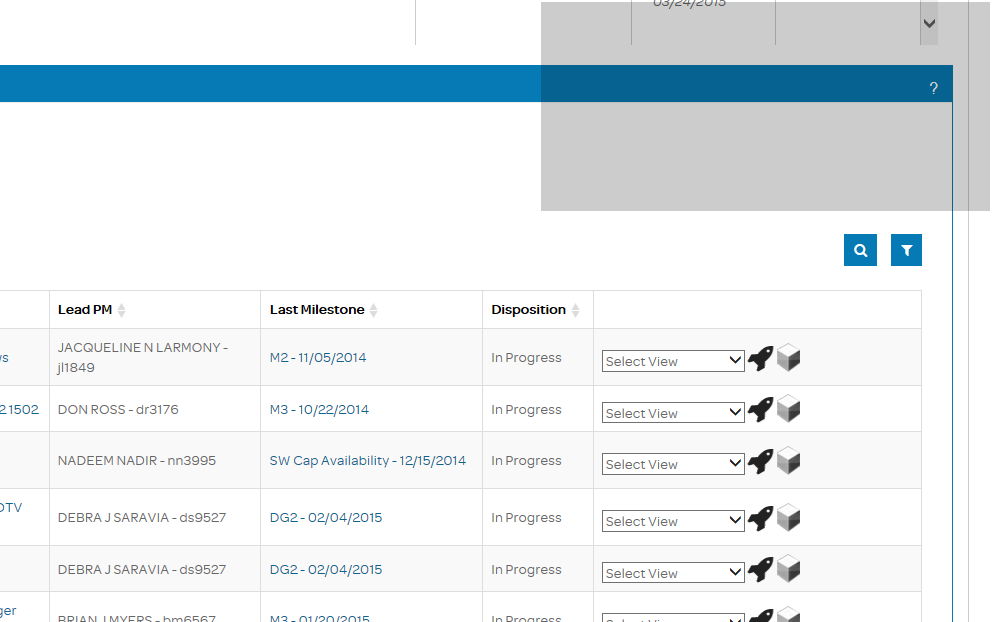 03/24/2015
?
Lead PM Last Milestone Disposition
JACQUELINE N LARMONY -
vs M2 - 11/05/2014 In Progress Select View
jl1849
2 1502 DON ROSS - dr3176 M3 - 10/22/2014 In Progress Select View
NADEEM NADIR - nn3995 SW Cap Availability - 12/15/2014 In Progress Select View
DTV
DEBRA J SARAVIA - ds9527 DG2 - 02/04/2015 In Progress Select View
DEBRA J SARAVIA - ds9527 DG2 - 02/04/2015 In Progress Select View
ger
BRIAN J MYERS - bm6567 M3 - 01/20/2015 In Progress Select View